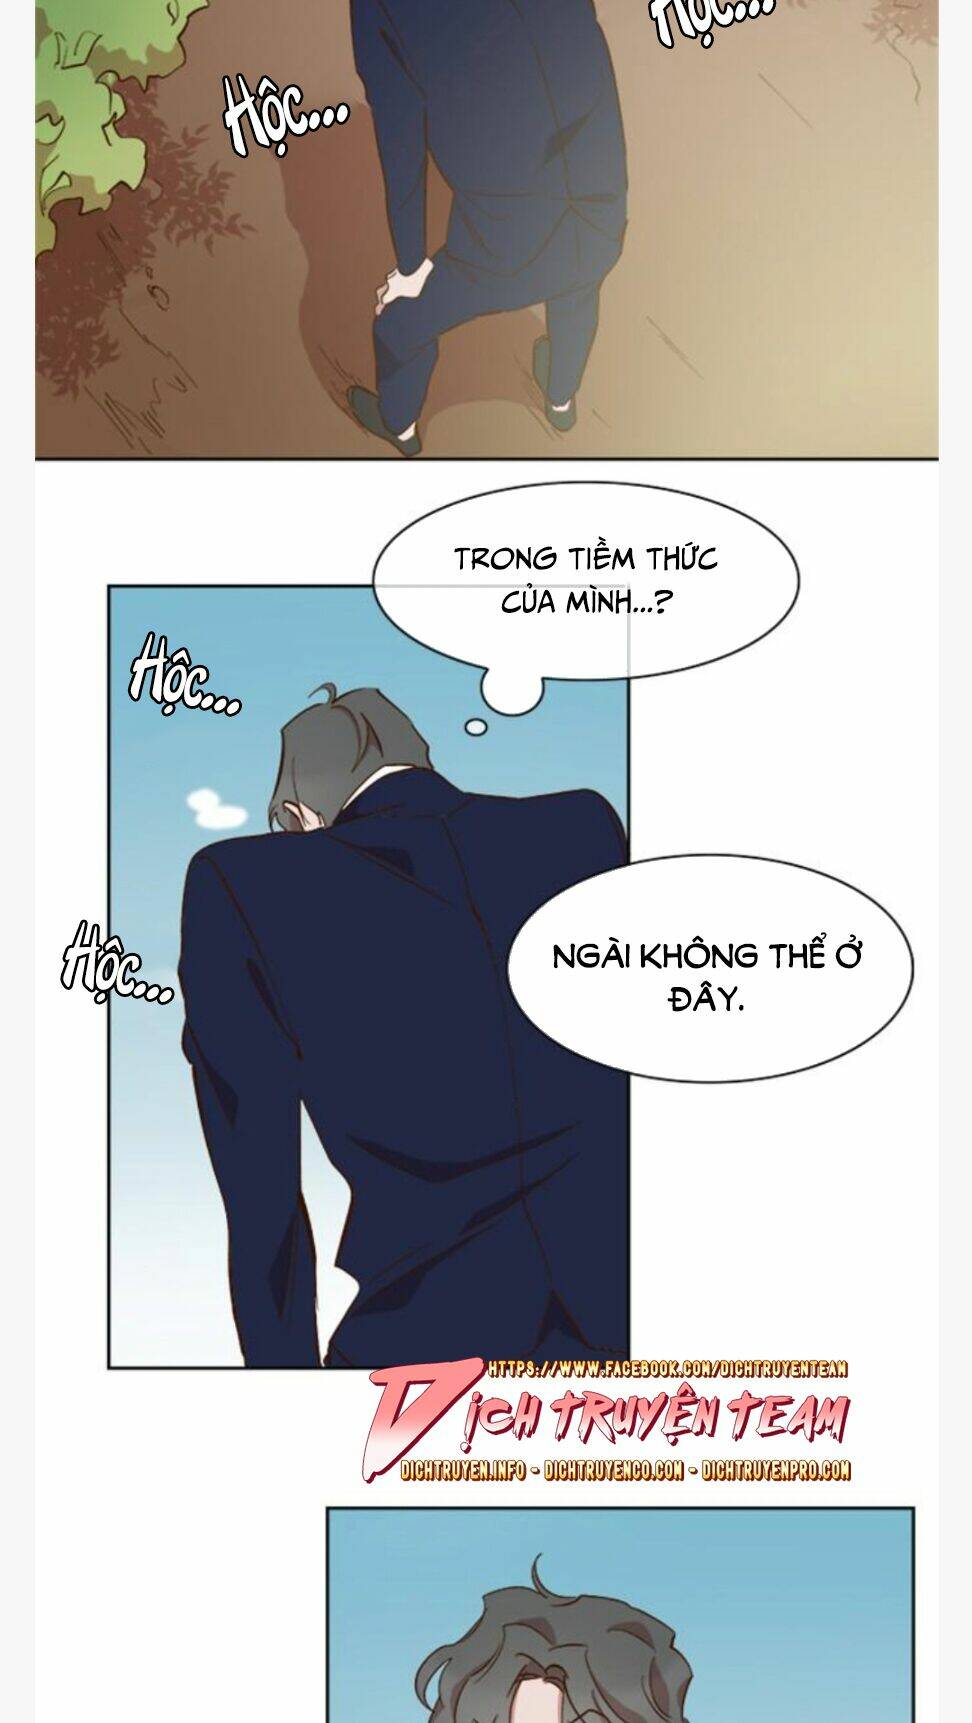 HỘC...
HỘC...
TRONG TIỀM THỨC
CỦA MÌNH...?
HỘC...
NGÀI KHÔNG THỂ Ở
ĐÂY.
HỘC...
HTTPS://WWW.FACEBOOK.COM/DICHTRUYENTEAM
DỊCH TRUYỆN TEAM
DICHTRUYEN.INFO - DICHTRUYENCO.COM - DICHTRUYENPRO.COM